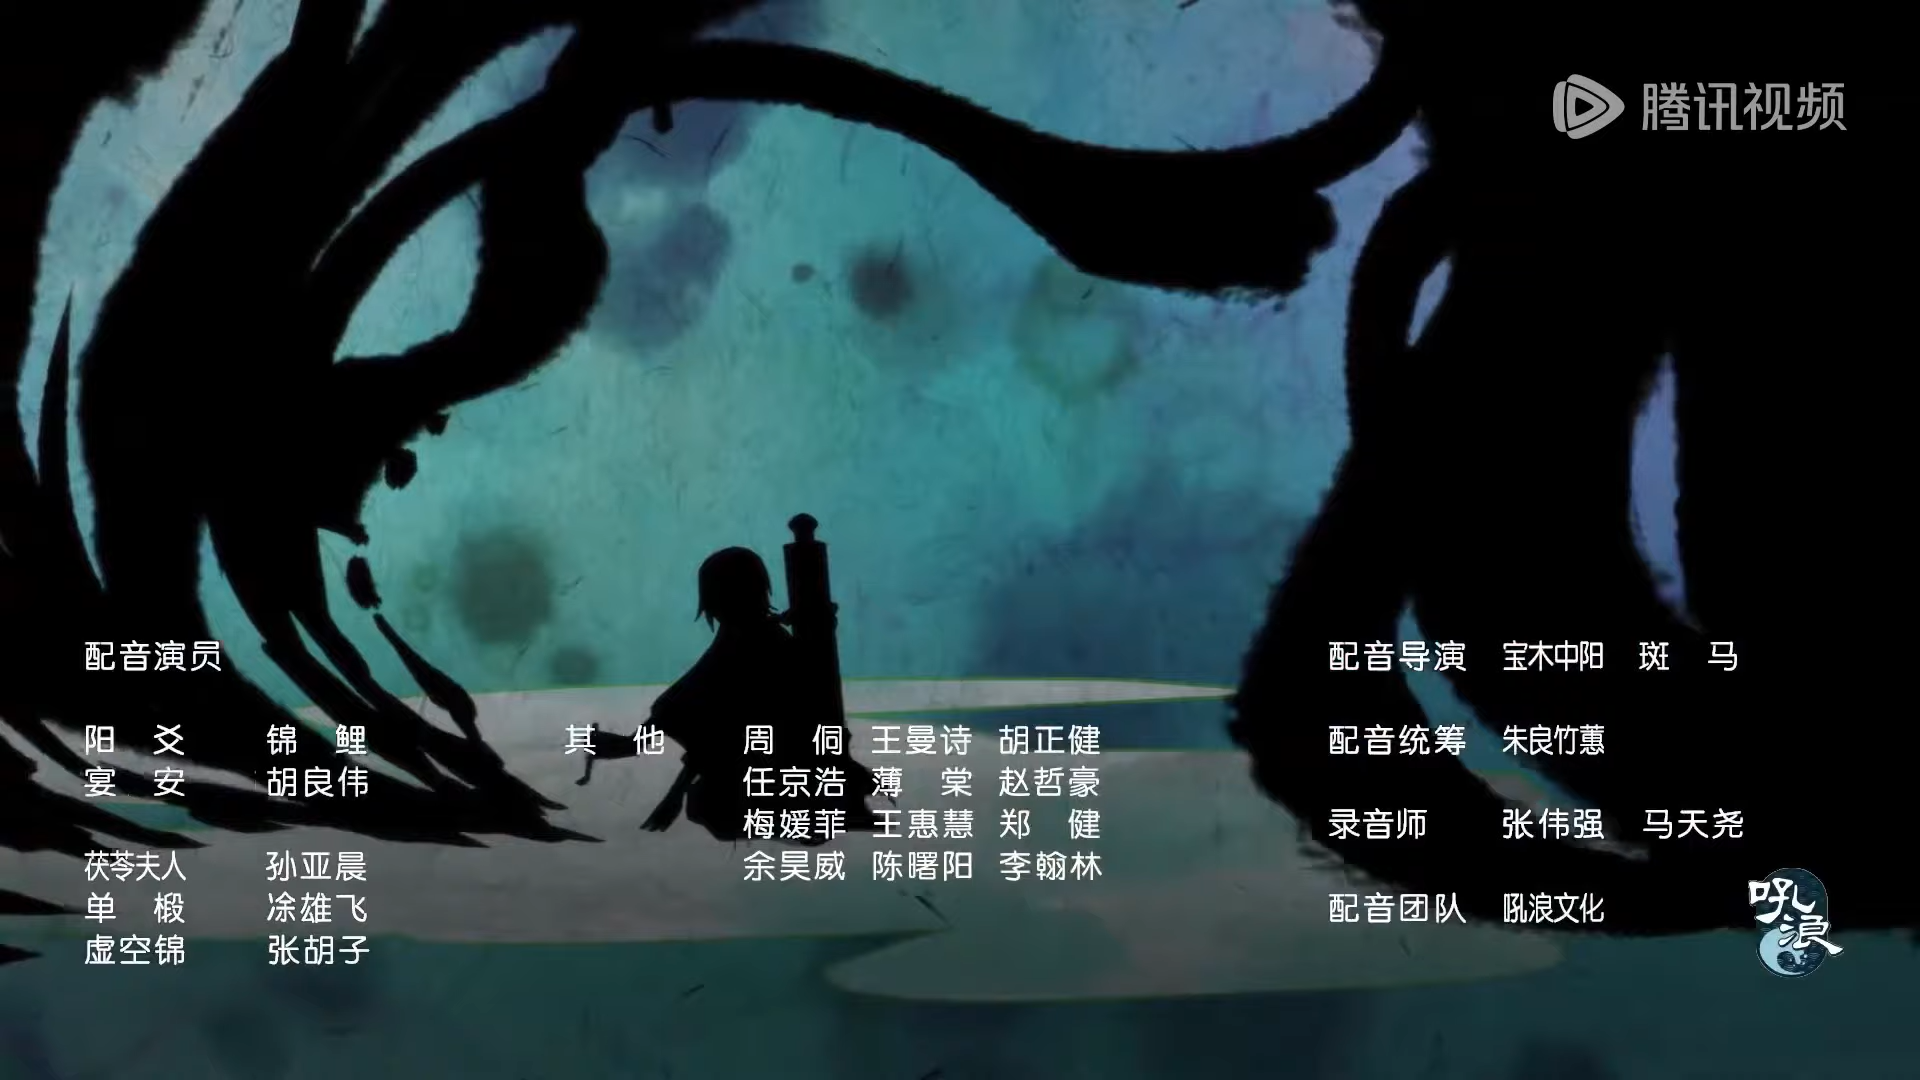 腾讯视频
配音演员
阳 爻 锦 鲤
宴 安 胡良伟
茯苓夫人 孙亚晨
单 椴 凃雄飞
虚空锦 张胡子
其 他 周 侗 王曼诗 胡正健
任京浩 薄 棠 赵哲豪
梅媛菲 王惠慧 郑 健
余昊威 陈曙阳 李翰林
配音导演 宝木中阳 斑 马
配音统筹 朱良竹蕙
录音师 张伟强 马天尧
配音团队 吼浪文化
吼浪